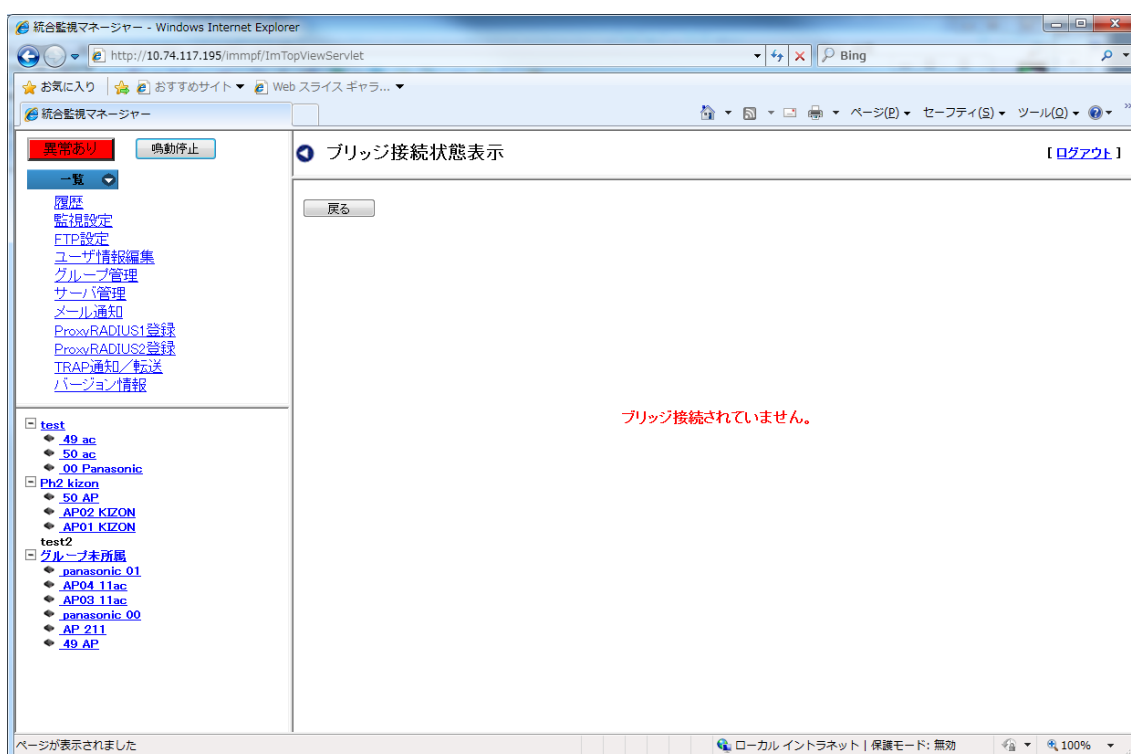 統合監視マネージャー - Windows Internet Explorer
http://10.74.117.195/immpf/ImTopViewServlet
Bing
お気に入り
おすすめサイト
Web スライス ギャラ...
統合監視マネージャー
ページ(P)
セーフティ(S)
ツール(O)
»
異常あり
鳴動停止
一覧
履歴
監視設定
FTP設定
ユーザ情報編集
グループ管理
サーバ管理
メール通知
ProxyRADIUS1登録
ProxyRADIUS2登録
TRAP通知/転送
バージョン情報
test
49 ac
50 ac
00 Panasonic
Ph2 kizon
50 AP
AP02 KIZON
AP01 KIZON
test2
グループ未所属
panasonic 01
AP04 11ac
AP03 11ac
panasonic 00
AP 211
49 AP
ブリッジ接続状態表示
[ ログアウト ]
戻る
ブリッジ接続されていません。
ページが表示されました
ローカル イントラネット | 保護モード: 無効
100%